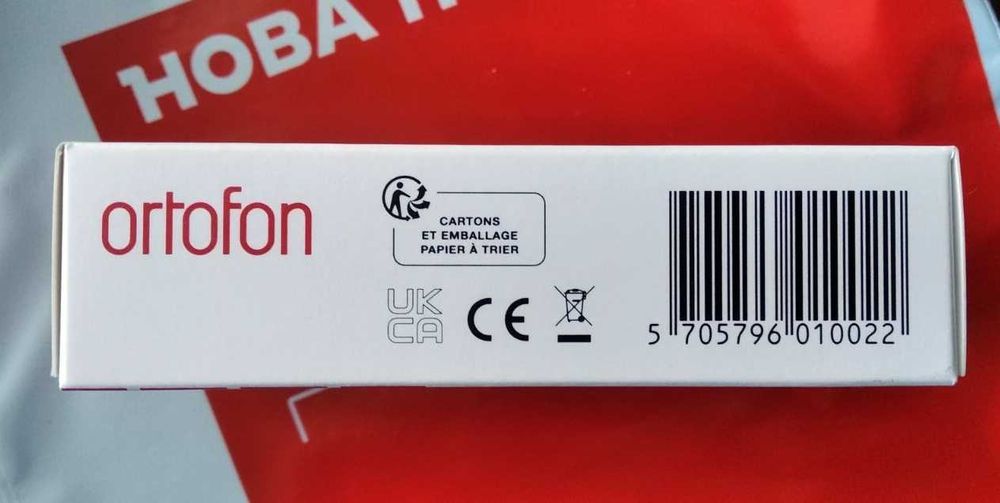 НОВА
ortofon
CARTONS
ET EMBALLAGE
PAPIER À TRIER
UK
CA
CE
5 705796 010022